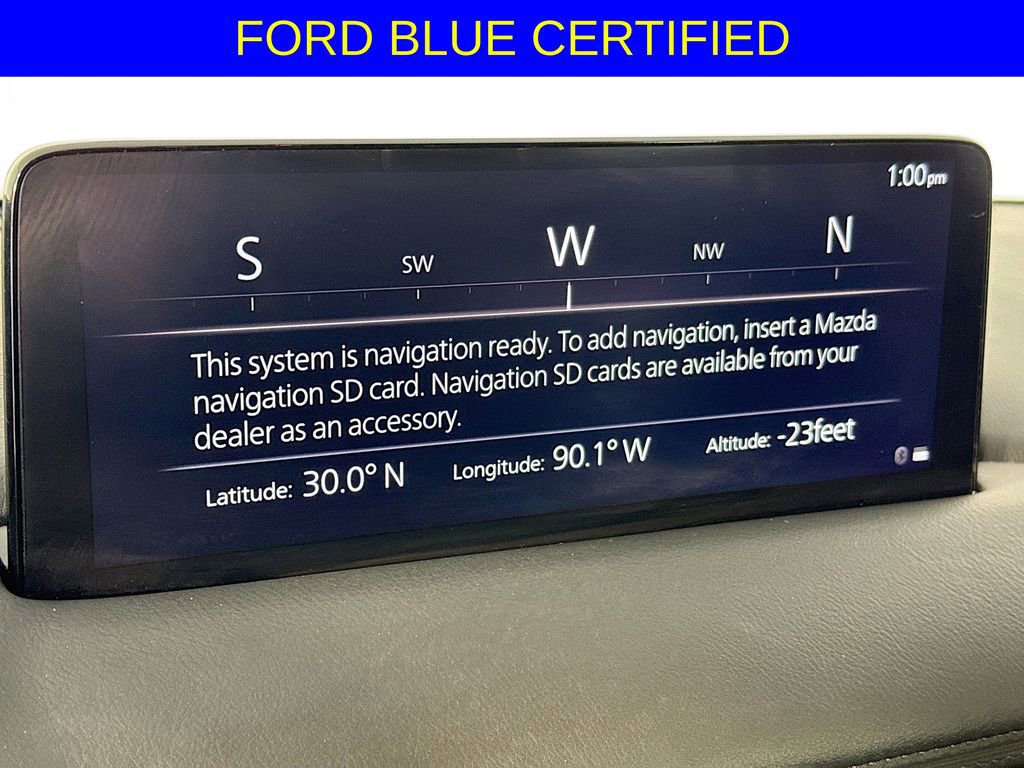 FORD BLUE CERTIFIED
1:00pm
S SW W NW N
This system is navigation ready. To add navigation, insert a Mazda
navigation SD card. Navigation SD cards are available from your
dealer as an accessory.
Latitude: 30.0° N Longitude: 90.1° W Altitude: -23feet